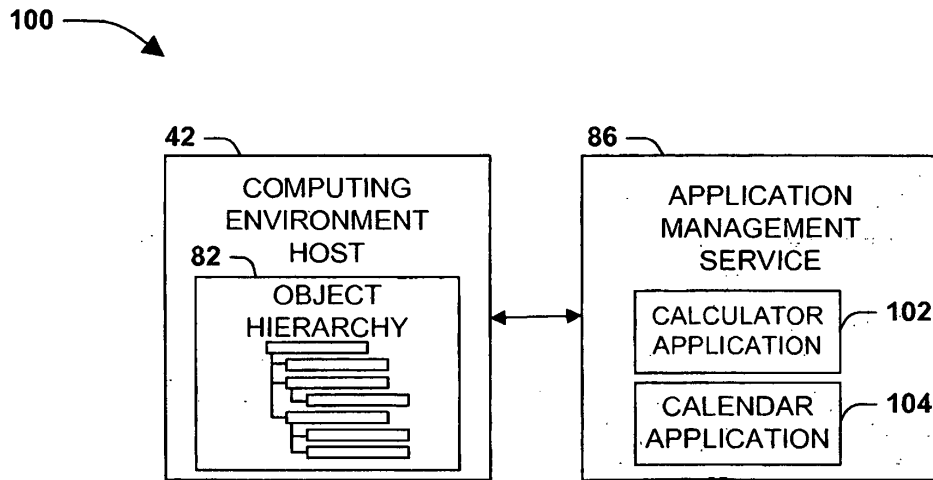 100
42
COMPUTING
ENVIRONMENT
HOST
82
OBJECT
HIERARCHY
86
APPLICATION
MANAGEMENT
SERVICE
CALCULATOR
APPLICATION
102
CALENDAR
APPLICATION
104